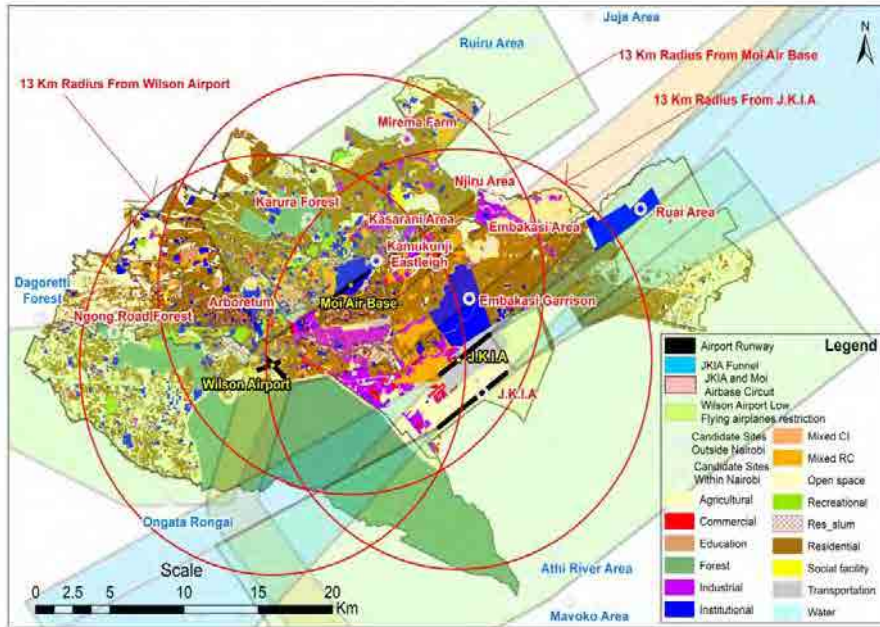 Juja Area
N
Ruiru Area
13 Km Radius From Moi Air Base
13 Km Radius From Wilson Airport
13 Km Radius From J.K.I.A
Mirema Farm
Njiru Area
Karura Forest
Kasarani Area
Ruai Area
Embakasi Area
Kamukunji
Eastleigh
Dagoretti
Forest
Arboretum
Moi Air Base
Embakasi Garrison
Ngong Road Forest
J.K.I.A
Wilson Airport
J.K.I.A
Ongata Rongai
Athi River Area
Mavoko Area
Scale
0 2.5 5 10 15 20
Km
Legend
Airport Runway
JKIA Funnel
JKIA and Moi
Airbase Circuit
Wilson Airport Low
Flying airplanes restriction
Candidate Sites
Outside Nairobi
Candidate Sites
Within Nairobi
Agricultural
Commercial
Education
Forest
Industrial
Institutional
Mixed CI
Mixed RC
Open space
Recreational
Res_slum
Residential
Social facility
Transportation
Water